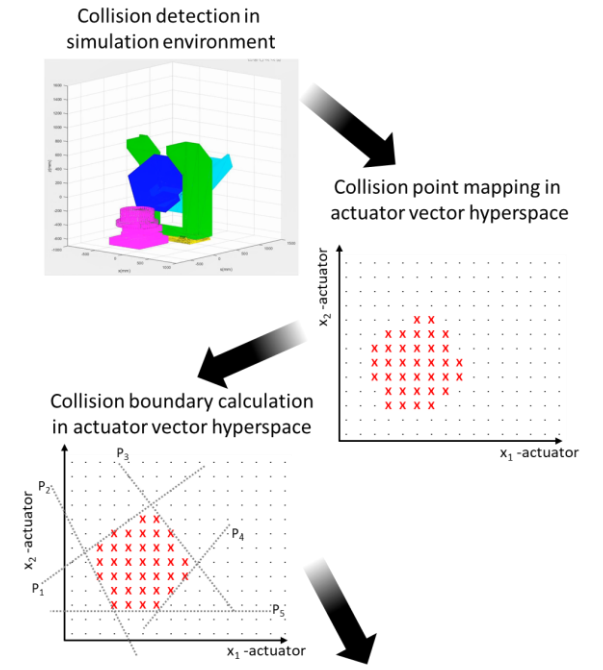 Collision detection in
simulation environment
Collision point mapping in
actuator vector hyperspace
x₂ -actuator
x₁ -actuator
Collision boundary calculation
in actuator vector hyperspace
P₃
P₂
x₂ -actuator
P₄
P₁
P₅
x₁ -actuator